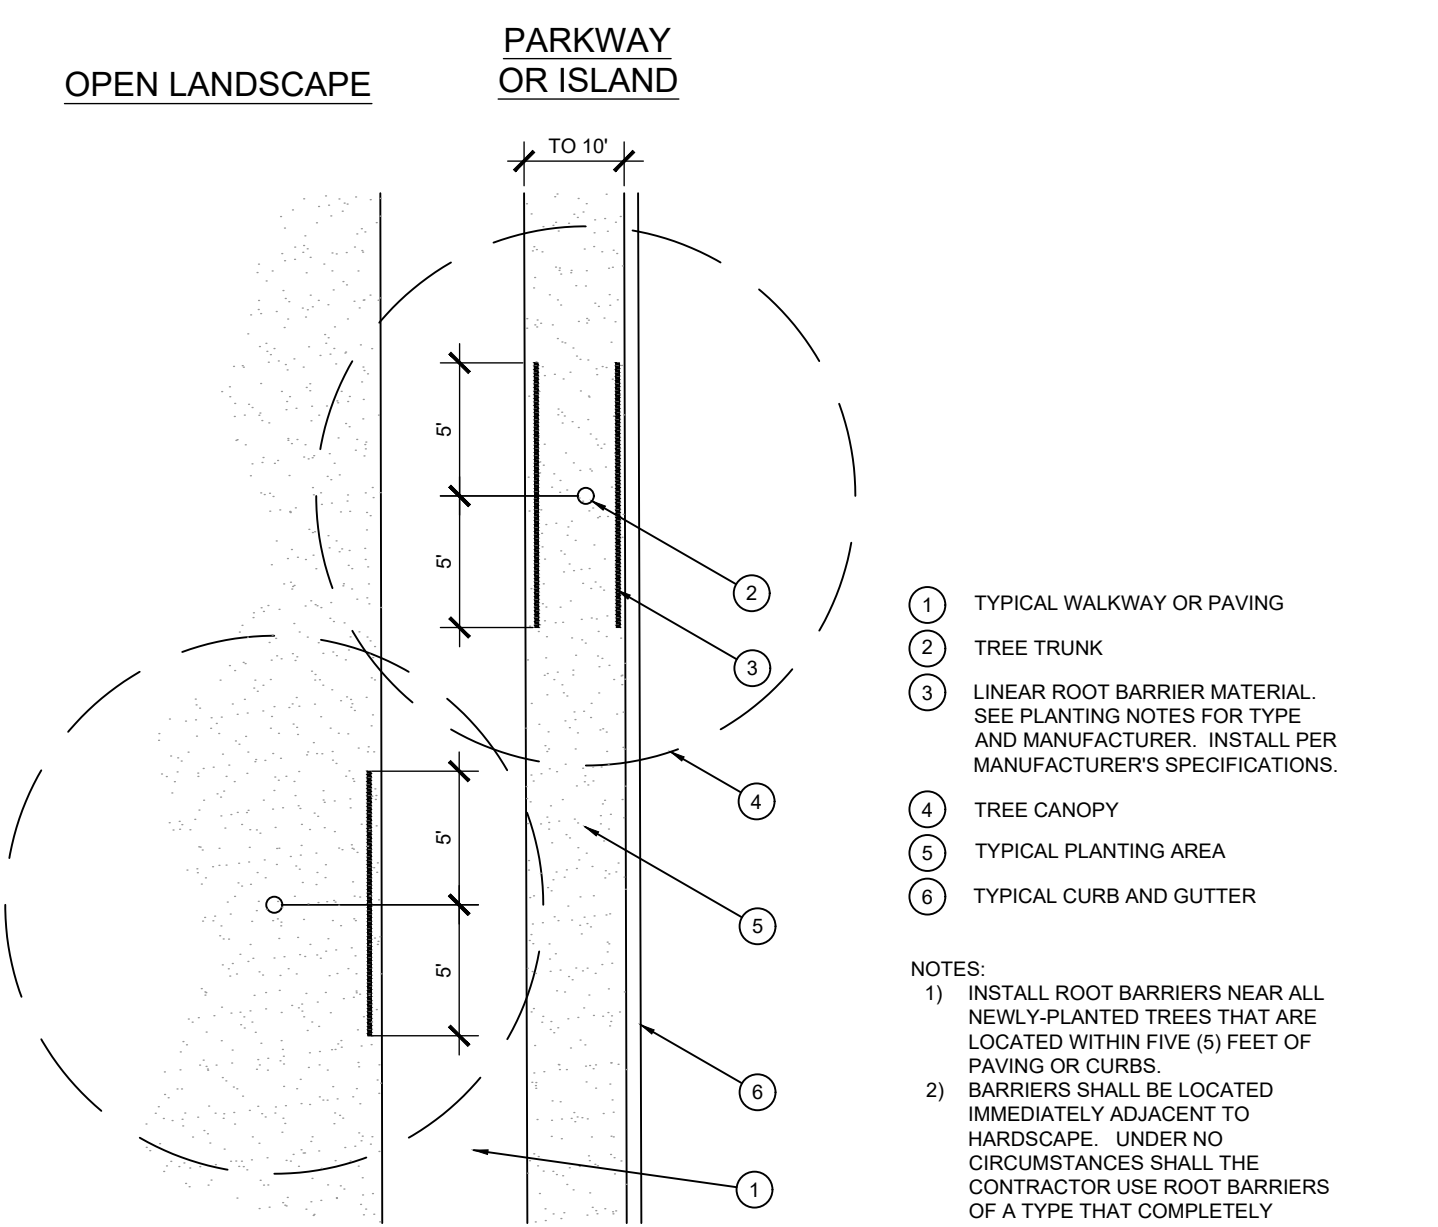 OPEN LANDSCAPE
PARKWAY
OR ISLAND
TO 10'
5'
5'
5'
5'
2
3
4
5
6
1
1 TYPICAL WALKWAY OR PAVING
2 TREE TRUNK
3 LINEAR ROOT BARRIER MATERIAL.
SEE PLANTING NOTES FOR TYPE
AND MANUFACTURER. INSTALL PER
MANUFACTURER'S SPECIFICATIONS.
4 TREE CANOPY
5 TYPICAL PLANTING AREA
6 TYPICAL CURB AND GUTTER
NOTES:
1) INSTALL ROOT BARRIERS NEAR ALL
NEWLY-PLANTED TREES THAT ARE
LOCATED WITHIN FIVE (5) FEET OF
PAVING OR CURBS.
2) BARRIERS SHALL BE LOCATED
IMMEDIATELY ADJACENT TO
HARDSCAPE. UNDER NO
CIRCUMSTANCES SHALL THE
CONTRACTOR USE ROOT BARRIERS
OF A TYPE THAT COMPLETELY